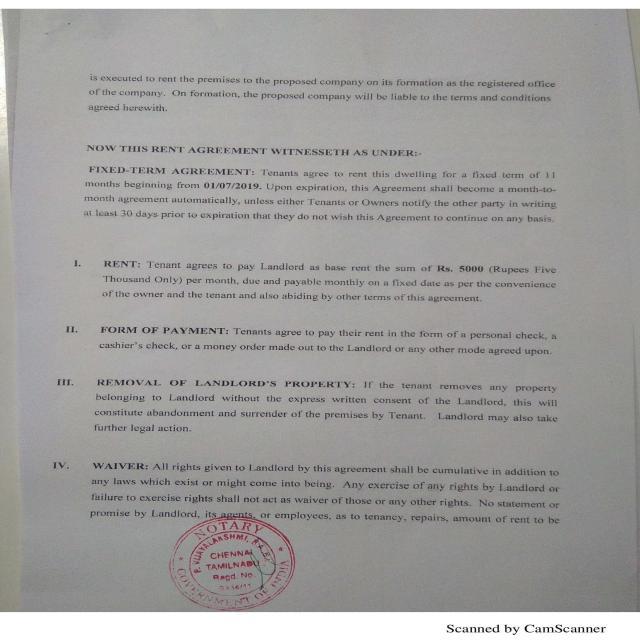 is executed to rent the premises to the proposed company on its formation as the registered office
of the company. On formation, the proposed company will be liable to the terms and conditions
agreed herewith.
NOW THIS RENT AGREEMENT WITNESSETH AS UNDER:-
FIXED-TERM AGREEMENT: Tenants agree to rent this dwelling for a fixed term of 11
months beginning from 01/07/2019. Upon expiration, this Agreement shall become a month-to-
month agreement automatically, unless either Tenants or Owners notify the other party in writing
at least 30 days prior to expiration that they do not wish this Agreement to continue on any basis.
I. RENT: Tenant agrees to pay Landlord as base rent the sum of Rs. 5000 (Rupees Five
Thousand Only) per month, due and payable monthly on a fixed date as per the convenience
of the owner and the tenant and also abiding by other terms of this agreement.
II. FORM OF PAYMENT: Tenants agree to pay their rent in the form of a personal check, a
cashier's check, or a money order made out to the Landlord or any other mode agreed upon.
III. REMOVAL OF LANDLORD'S PROPERTY: If the tenant removes any property
belonging to Landlord without the express written consent of the Landlord, this will
constitute abandonment and surrender of the premises by Tenant. Landlord may also take
further legal action.
IV. WAIVER: All rights given to Landlord by this agreement shall be cumulative in addition to
any laws which exist or might come into being. Any exercise of any rights by Landlord or
failure to exercise rights shall not act as waiver of those or any other rights. No statement or
promise by Landlord, its agents, or employees, as to tenancy, repairs, amount of rent to be
NOTARY
P. VIJAYALAKSHMI,
CHENNAI
TAMILNADU
Regd. No.
GOVERNMENT OF
Scanned by CamScanner